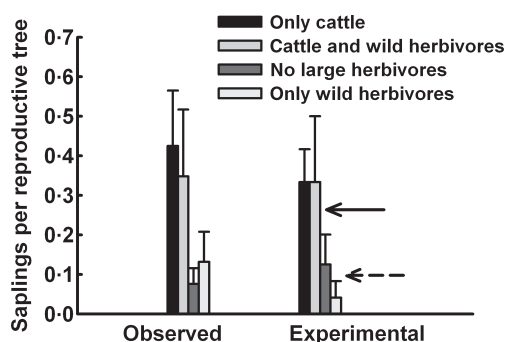 Only cattle
Cattle and wild herbivores
No large herbivores
Only wild herbivores
Saplings per reproductive tree
0·7
0·6
0·5
0·4
0·3
0·2
0·1
0·0
Observed Experimental